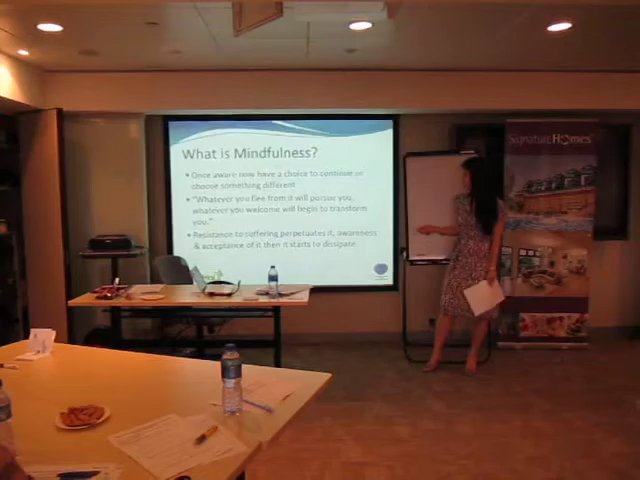 What is Mindfulness?
• Once aware now have a choice to continue or
choose something different
• "Whatever you flee from it will pursue you,
whatever you welcome will begin to transform
you."
• Resistance to suffering perpetuates it, awareness
& acceptance of it then it starts to dissipate.
SIGNATURE HOMES